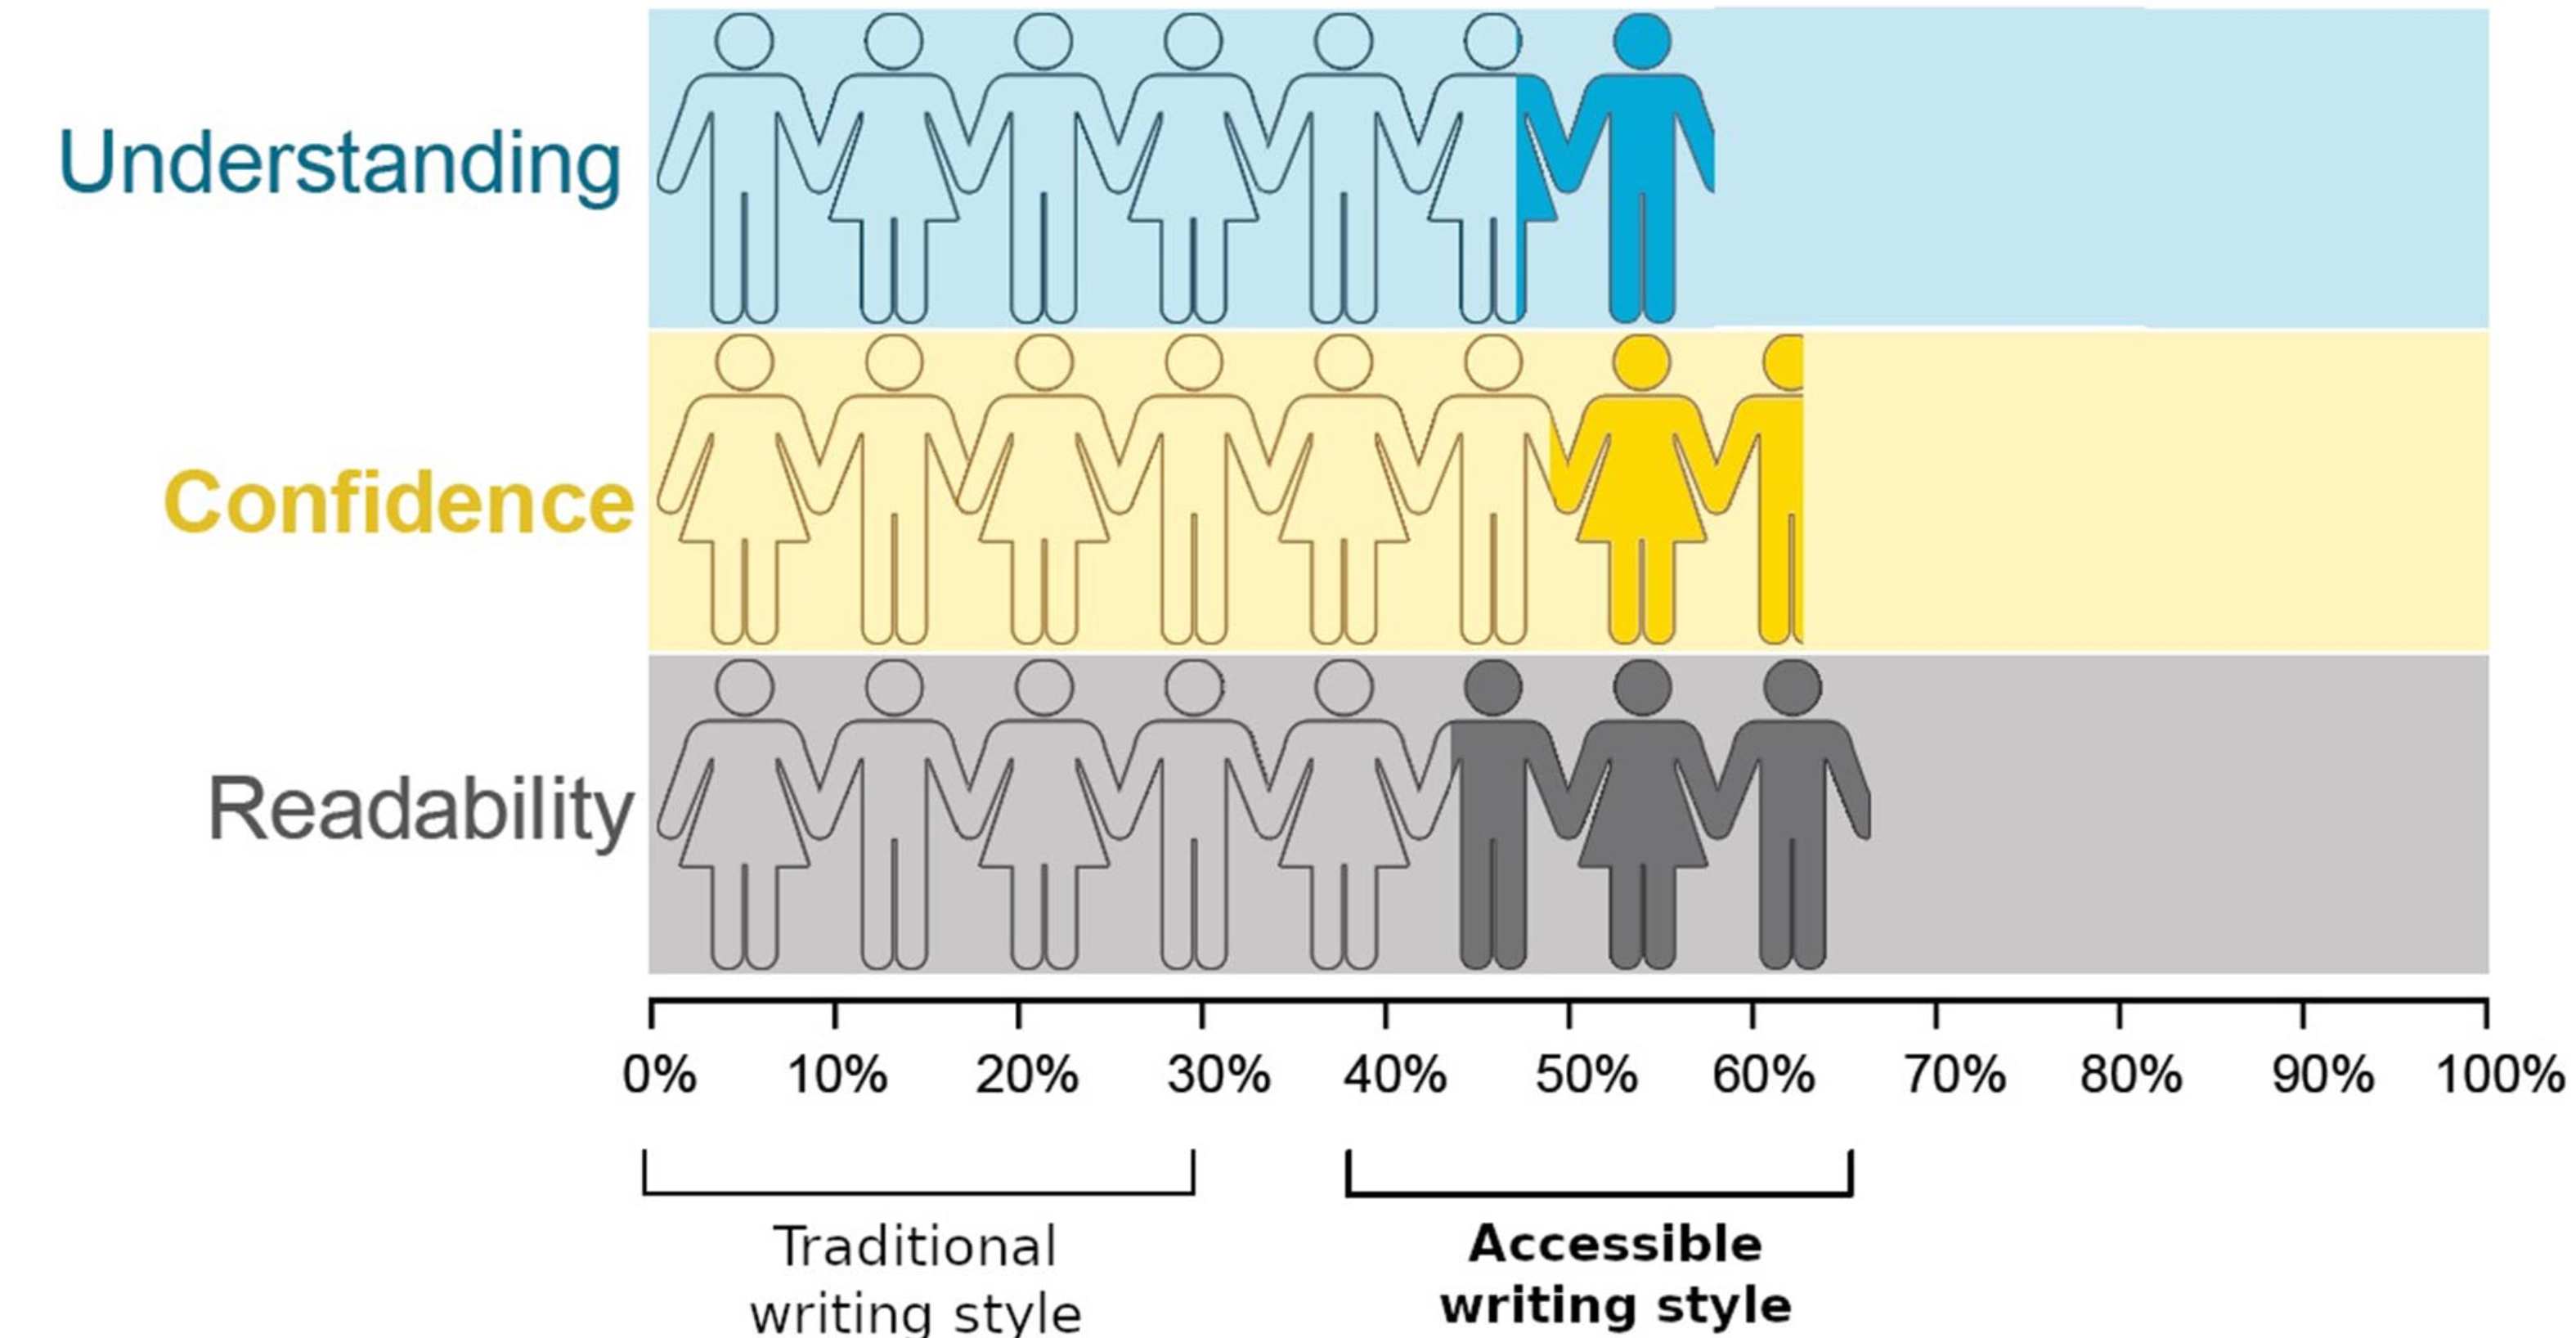 Understanding
Confidence
Readability
0% 10% 20% 30% 40% 50% 60% 70% 80% 90% 100%
Traditional
writing style
Accessible
writing style